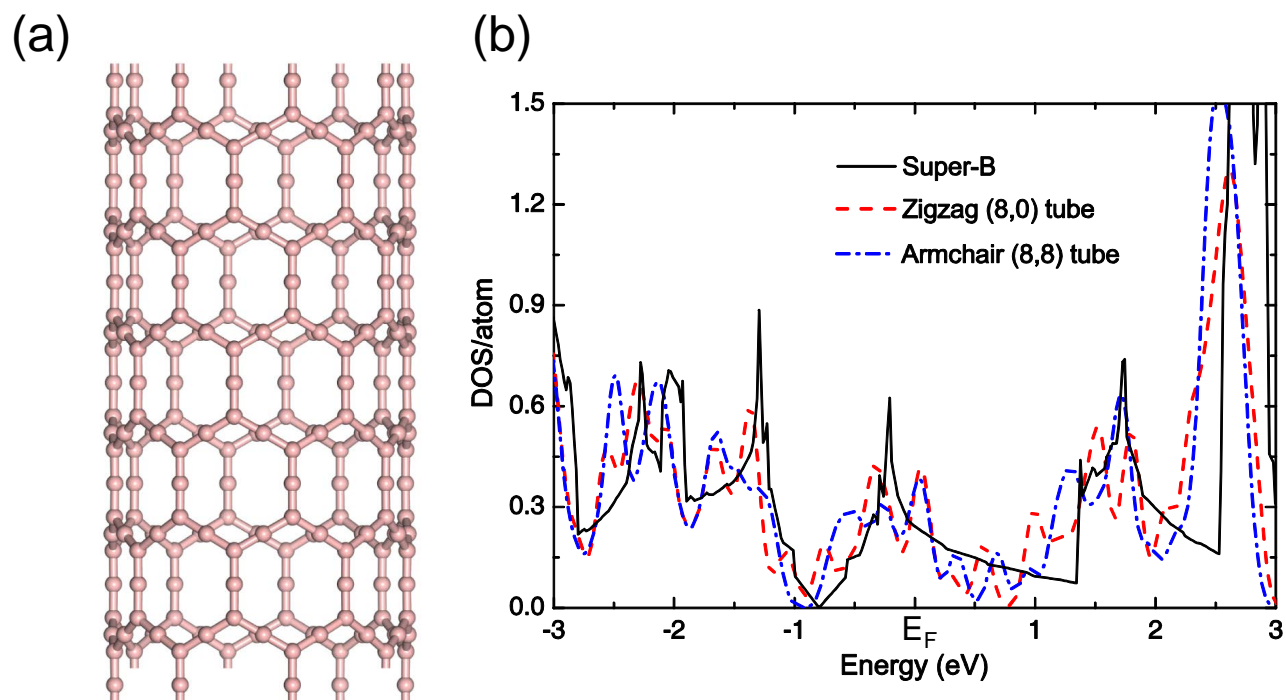 (a)
(b)
1.5
1.2
0.9
0.6
0.3
0.0
DOS/atom
Super-B
Zigzag (8,0) tube
Armchair (8,8) tube
-3 -2 -1 E_F 1 2 3
Energy (eV)